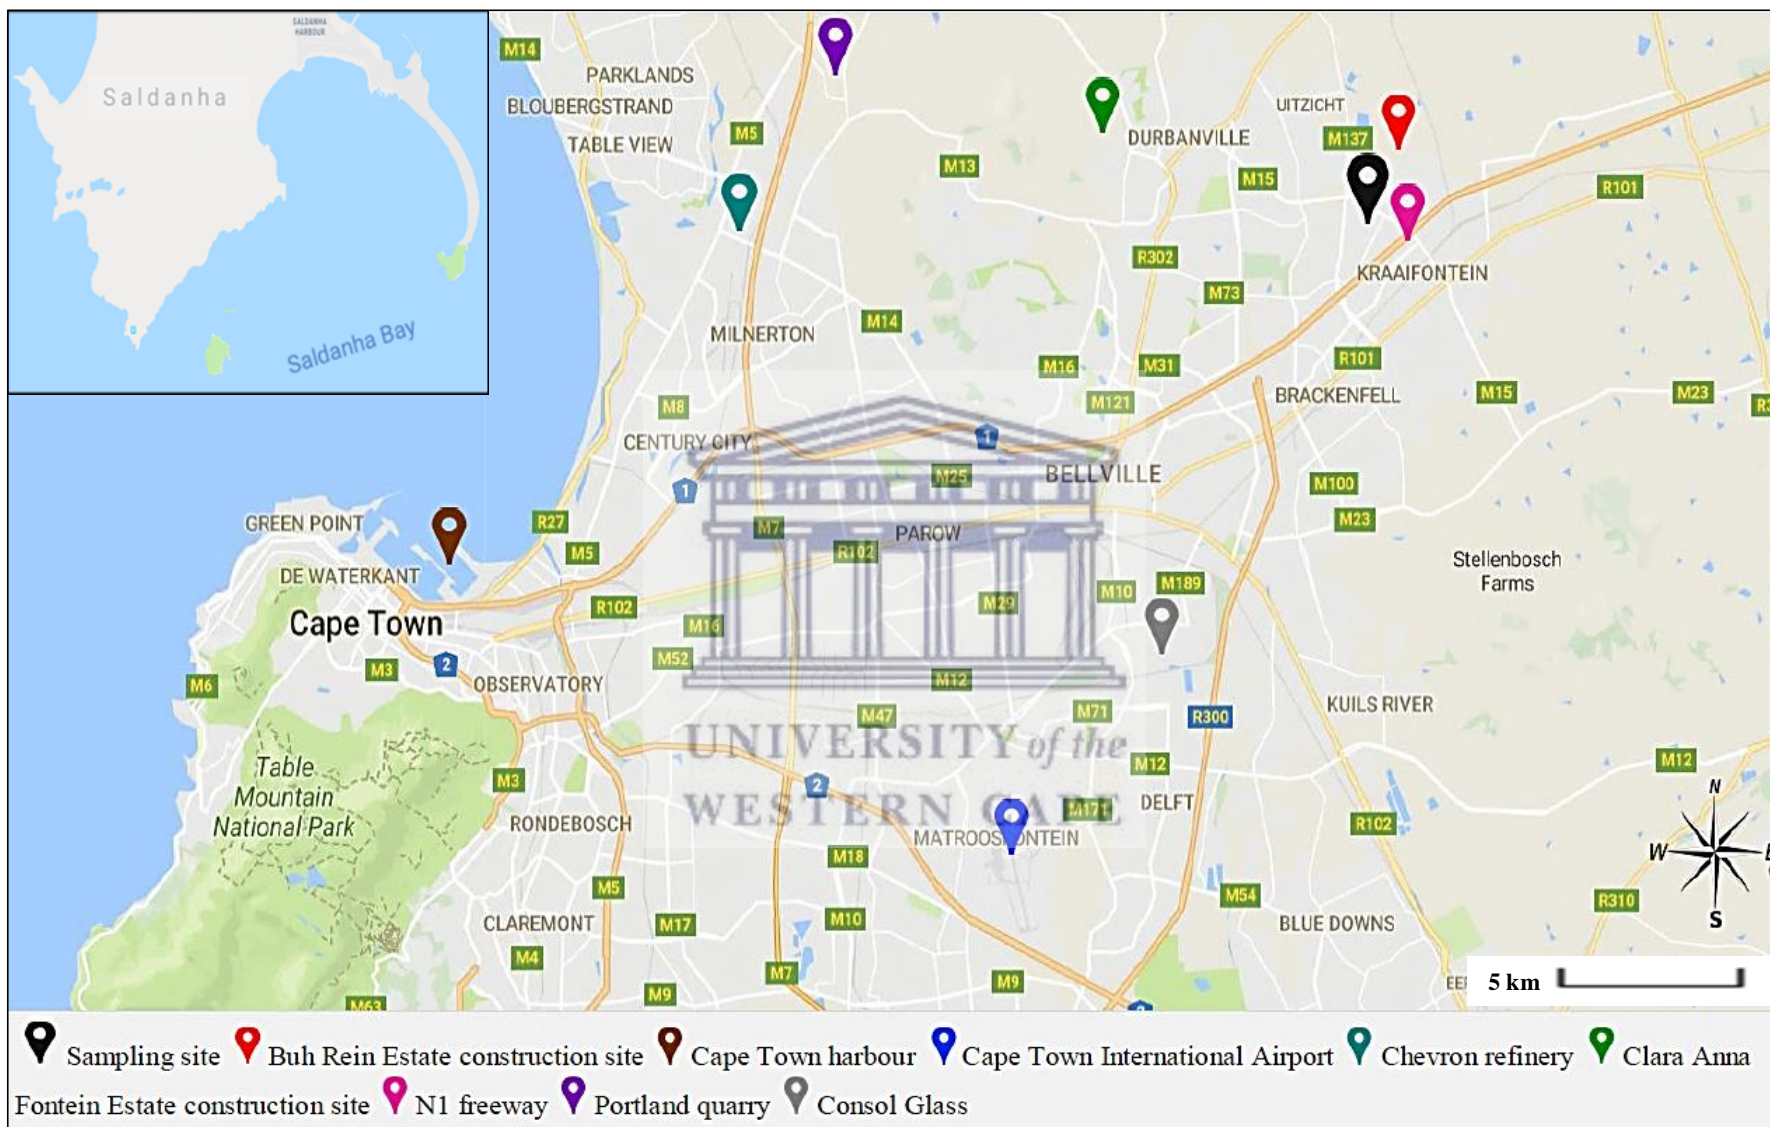 SALDANHA
HARBOUR
Saldanha
Saldanha Bay
M14
PARKLANDS
BLOUBERGSTRAND
TABLE VIEW
M5
M13
DURBANVILLE
UITZICHT
M137
M15
R101
R302
KRAAIFONTEIN
M73
MILNERTON
M14
M16
M31
R101
M8
M121
BRACKENFELL
M15
M23
CENTURY CITY
1
M25
BELLVILLE
1
M100
GREEN POINT
R27
M7
PAROW
M23
M5
R102
Stellenbosch
Farms
DE WATERKANT
M10
M189
R102
M29
Cape Town
M16
M3
2
M52
OBSERVATORY
M6
M12
KUILS RIVER
M47
M71
R300
UNIVERSITY of the
WESTERN CAPE
Table
Mountain
National Park
M3
2
M12
M12
DELFT
M171
RONDEBOSCH
MATROOSFONTEIN
R102
N
W
S
M18
M5
M54
R310
CLAREMONT
M17
M10
BLUE DOWNS
M4
M7
M9
M9
M63
5 km
Sampling site Buh Rein Estate construction site Cape Town harbour Cape Town International Airport Chevron refinery Clara Anna
Fontein Estate construction site N1 freeway Portland quarry Consol Glass